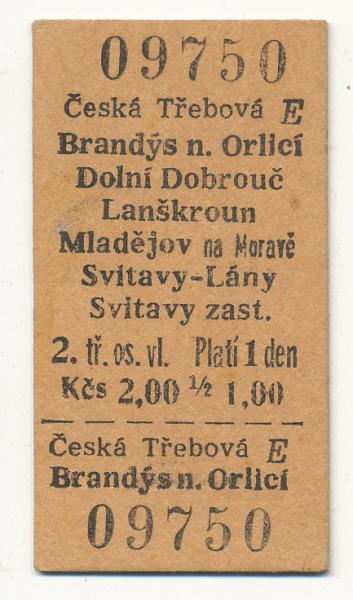 09750
Česká Třebová E
Brandýs n. Orlicí
Dolní Dobrouč
Lanškroun
Mladějov na Moravě
Svitavy-Lány
Svitavy zast.
2. tř. os. vl. Platí 1 den
Kčs 2,00 ½ 1,00
Česká Třebová E
Brandýs n. Orlicí
09750